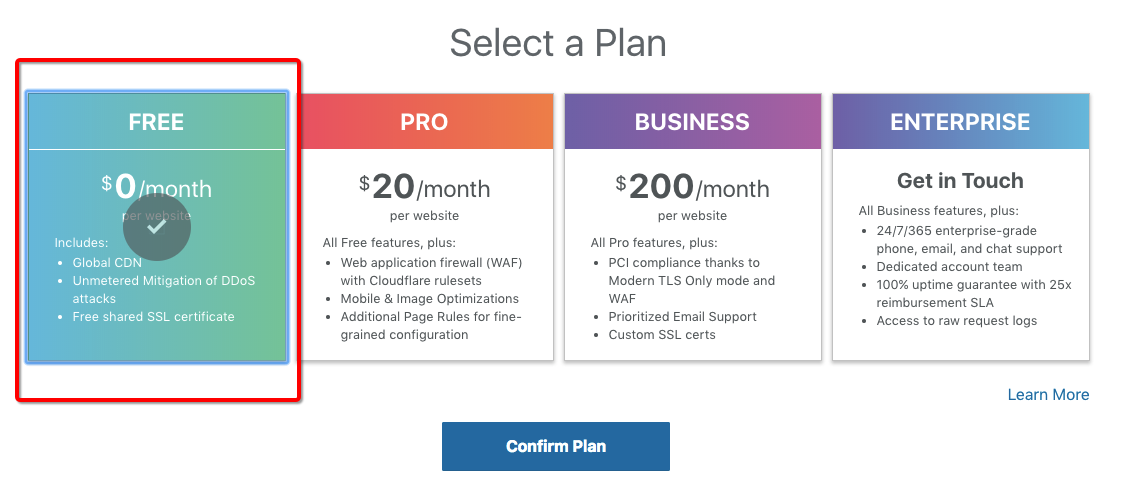 Select a Plan
FREE
$0/month
per website
Includes:
• Global CDN
• Unmetered Mitigation of DDoS
attacks
• Free shared SSL certificate
PRO
$20/month
per website
All Free features, plus:
• Web application firewall (WAF)
with Cloudflare rulesets
• Mobile & Image Optimizations
• Additional Page Rules for fine-
grained configuration
BUSINESS
$200/month
per website
All Pro features, plus:
• PCI compliance thanks to
Modern TLS Only mode and
WAF
• Prioritized Email Support
• Custom SSL certs
ENTERPRISE
Get in Touch
All Business features, plus:
• 24/7/365 enterprise-grade
phone, email, and chat support
• Dedicated account team
• 100% uptime guarantee with 25x
reimbursement SLA
• Access to raw request logs
Learn More
Confirm Plan